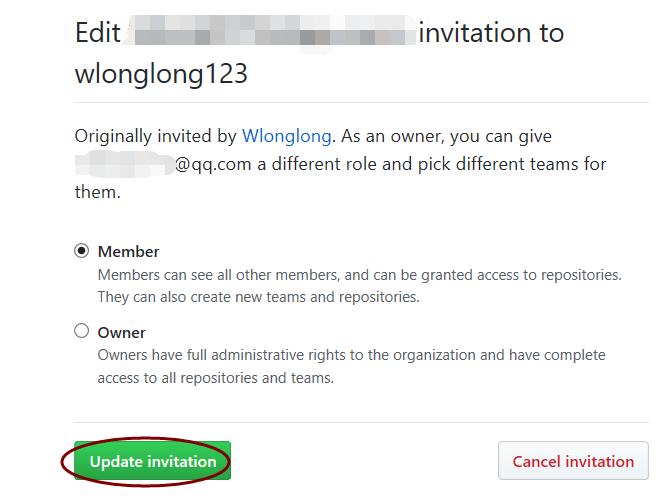 Edit invitation to
wlonglong123
Originally invited by Wlonglong. As an owner, you can give
@qq.com a different role and pick different teams for
them.
Member
Members can see all other members, and can be granted access to repositories.
They can also create new teams and repositories.
Owner
Owners have full administrative rights to the organization and have complete
access to all repositories and teams.
Update invitation
Cancel invitation